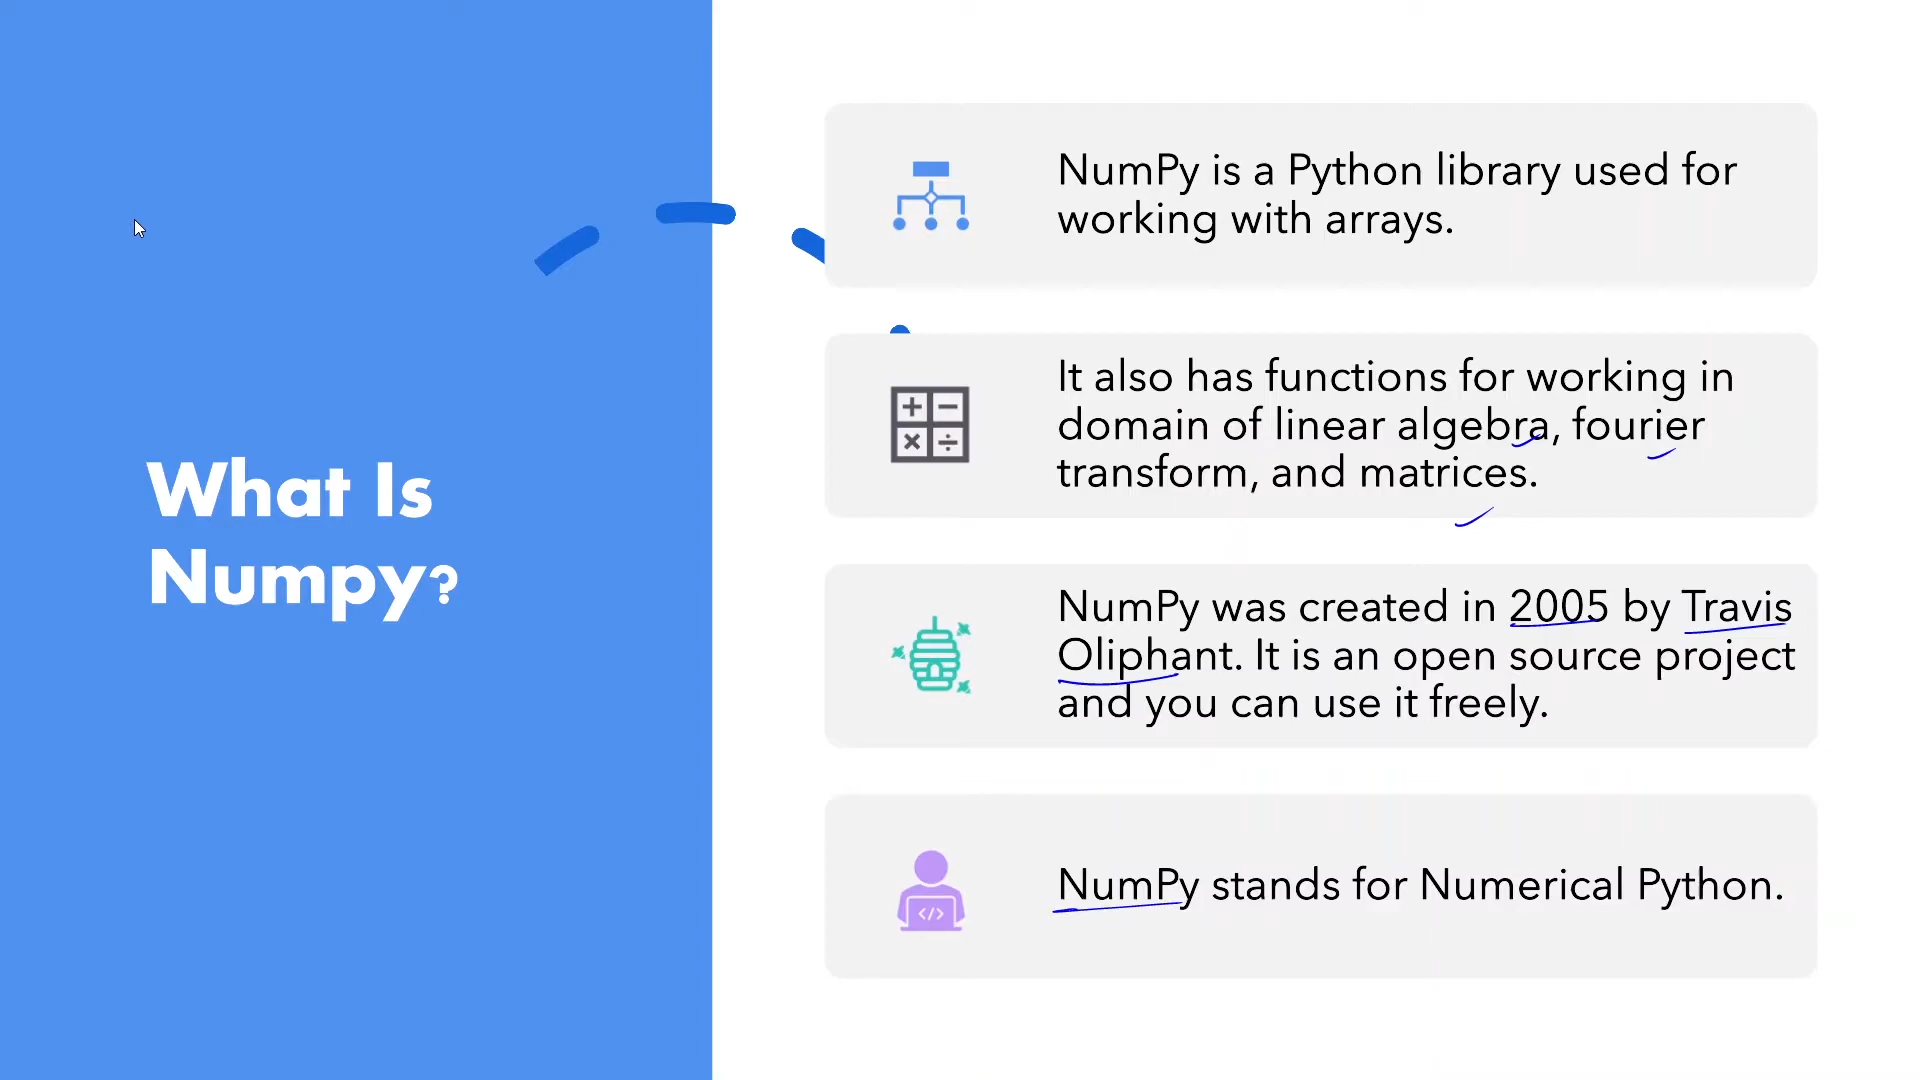 What Is
Numpy?
NumPy is a Python library used for
working with arrays.
It also has functions for working in
domain of linear algebra, fourier
transform, and matrices.
NumPy was created in 2005 by Travis
Oliphant. It is an open source project
and you can use it freely.
</>
NumPy stands for Numerical Python.